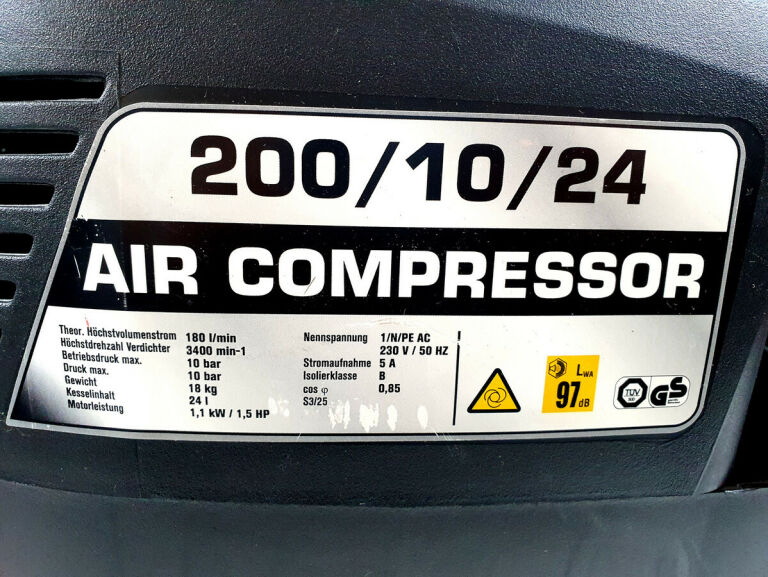 200/10/24
AIR COMPRESSOR
Theor. Höchstvolumenstrom 180 l/min
Höchstdrehzahl Verdichter 3400 min-1
Betriebsdruck max. 10 bar
Druck max. 10 bar
Gewicht 18 kg
Kesselinhalt 24 l
Motorleistung 1,1 kW / 1,5 HP
Nennspannung 1/N/PE AC
230 V / 50 HZ
Stromaufnahme 5 A
Isolierklasse B
cos φ 0,85
S3/25
LWA
97dB
TÜV
GS